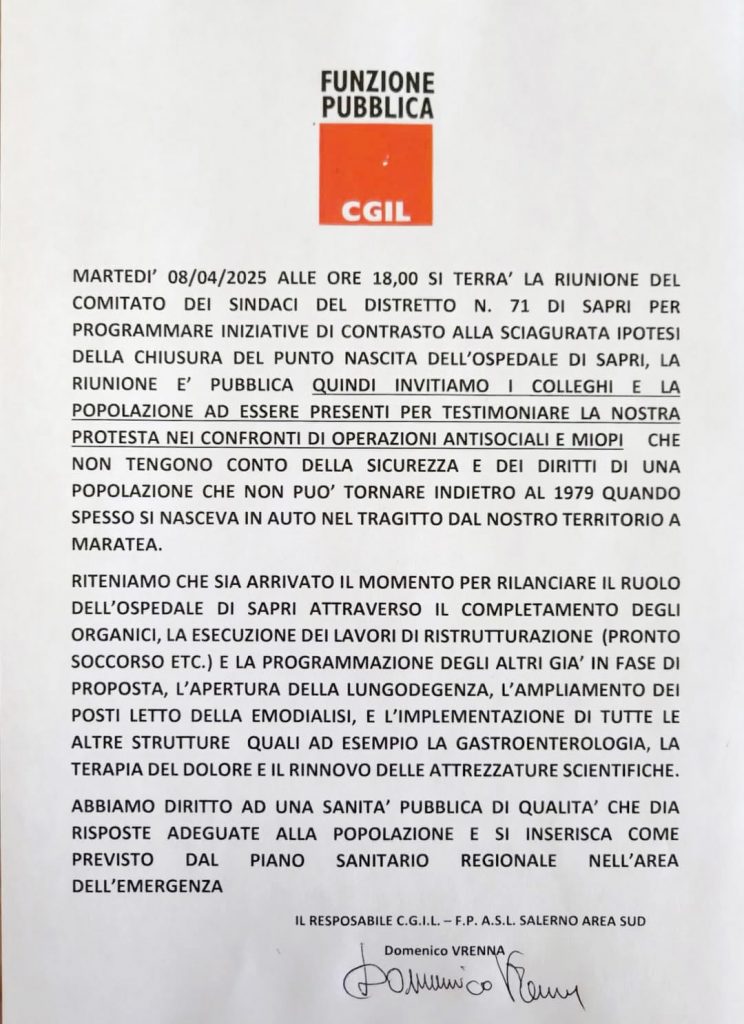 FUNZIONE
PUBBLICA
CGIL
MARTEDI' 08/04/2025 ALLE ORE 18,00 SI TERRA' LA RIUNIONE DEL
COMITATO DEI SINDACI DEL DISTRETTO N. 71 DI SAPRI PER
PROGRAMMARE INIZIATIVE DI CONTRASTO ALLA SCIAGURATA IPOTESI
DELLA CHIUSURA DEL PUNTO NASCITA DELL'OSPEDALE DI SAPRI, LA
RIUNIONE E' PUBBLICA QUINDI INVITIAMO I COLLEGHI E LA
POPOLAZIONE AD ESSERE PRESENTI PER TESTIMONIARE LA NOSTRA
PROTESTA NEI CONFRONTI DI OPERAZIONI ANTISOCIALI E MIOPI CHE
NON TENGONO CONTO DELLA SICUREZZA E DEI DIRITTI DI UNA
POPOLAZIONE CHE NON PUO' TORNARE INDIETRO AL 1979 QUANDO
SPESSO SI NASCEVA IN AUTO NEL TRAGITTO DAL NOSTRO TERRITORIO A
MARATEA.
RITENIAMO CHE SIA ARRIVATO IL MOMENTO PER RILANCIARE IL RUOLO
DELL'OSPEDALE DI SAPRI ATTRAVERSO IL COMPLETAMENTO DEGLI
ORGANICI, LA ESECUZIONE DEI LAVORI DI RISTRUTTURAZIONE (PRONTO
SOCCORSO ETC.) E LA PROGRAMMAZIONE DEGLI ALTRI GIA' IN FASE DI
PROPOSTA, L'APERTURA DELLA LUNGODEGENZA, L'AMPLIAMENTO DEI
POSTI LETTO DELLA EMODIALISI, E L'IMPLEMENTAZIONE DI TUTTE LE
ALTRE STRUTTURE QUALI AD ESEMPIO LA GASTROENTEROLOGIA, LA
TERAPIA DEL DOLORE E IL RINNOVO DELLE ATTREZZATURE SCIENTIFICHE.
ABBIAMO DIRITTO AD UNA SANITA' PUBBLICA DI QUALITA' CHE DIA
RISPOSTE ADEGUATE ALLA POPOLAZIONE E SI INSERISCA COME
PREVISTO DAL PIANO SANITARIO REGIONALE NELL'AREA
DELL'EMERGENZA
IL RESPOSABILE C.G.I.L. – F.P. A.S.L. SALERNO AREA SUD
Domenico VRENNA
Domenico Vrenna